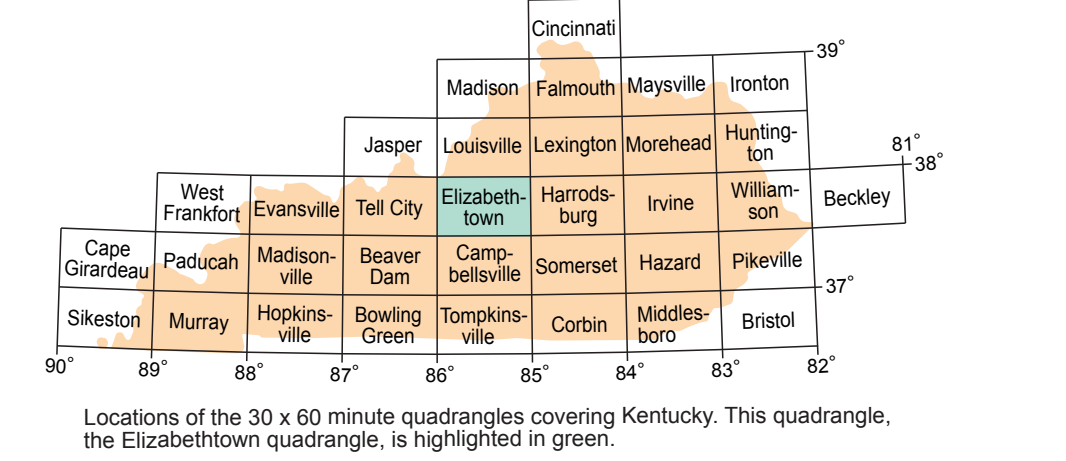 Cincinnati
39°
Madison
Falmouth
Maysville
Ironton
Jasper
Louisville
Lexington
Morehead
Hunting-
ton
81°
38°
West
Frankfort
Evansville
Tell City
Elizabeth-
town
Harrods-
burg
Irvine
William-
son
Beckley
Cape
Girardeau
Paducah
Madison-
ville
Beaver
Dam
Camp-
bellsville
Somerset
Hazard
Pikeville
37°
Sikeston
Murray
Hopkins-
ville
Bowling
Green
Tompkins-
ville
Corbin
Middles-
boro
Bristol
90°
89°
88°
87°
86°
85°
84°
83°
82°
Locations of the 30 x 60 minute quadrangles covering Kentucky. This quadrangle,
the Elizabethtown quadrangle, is highlighted in green.